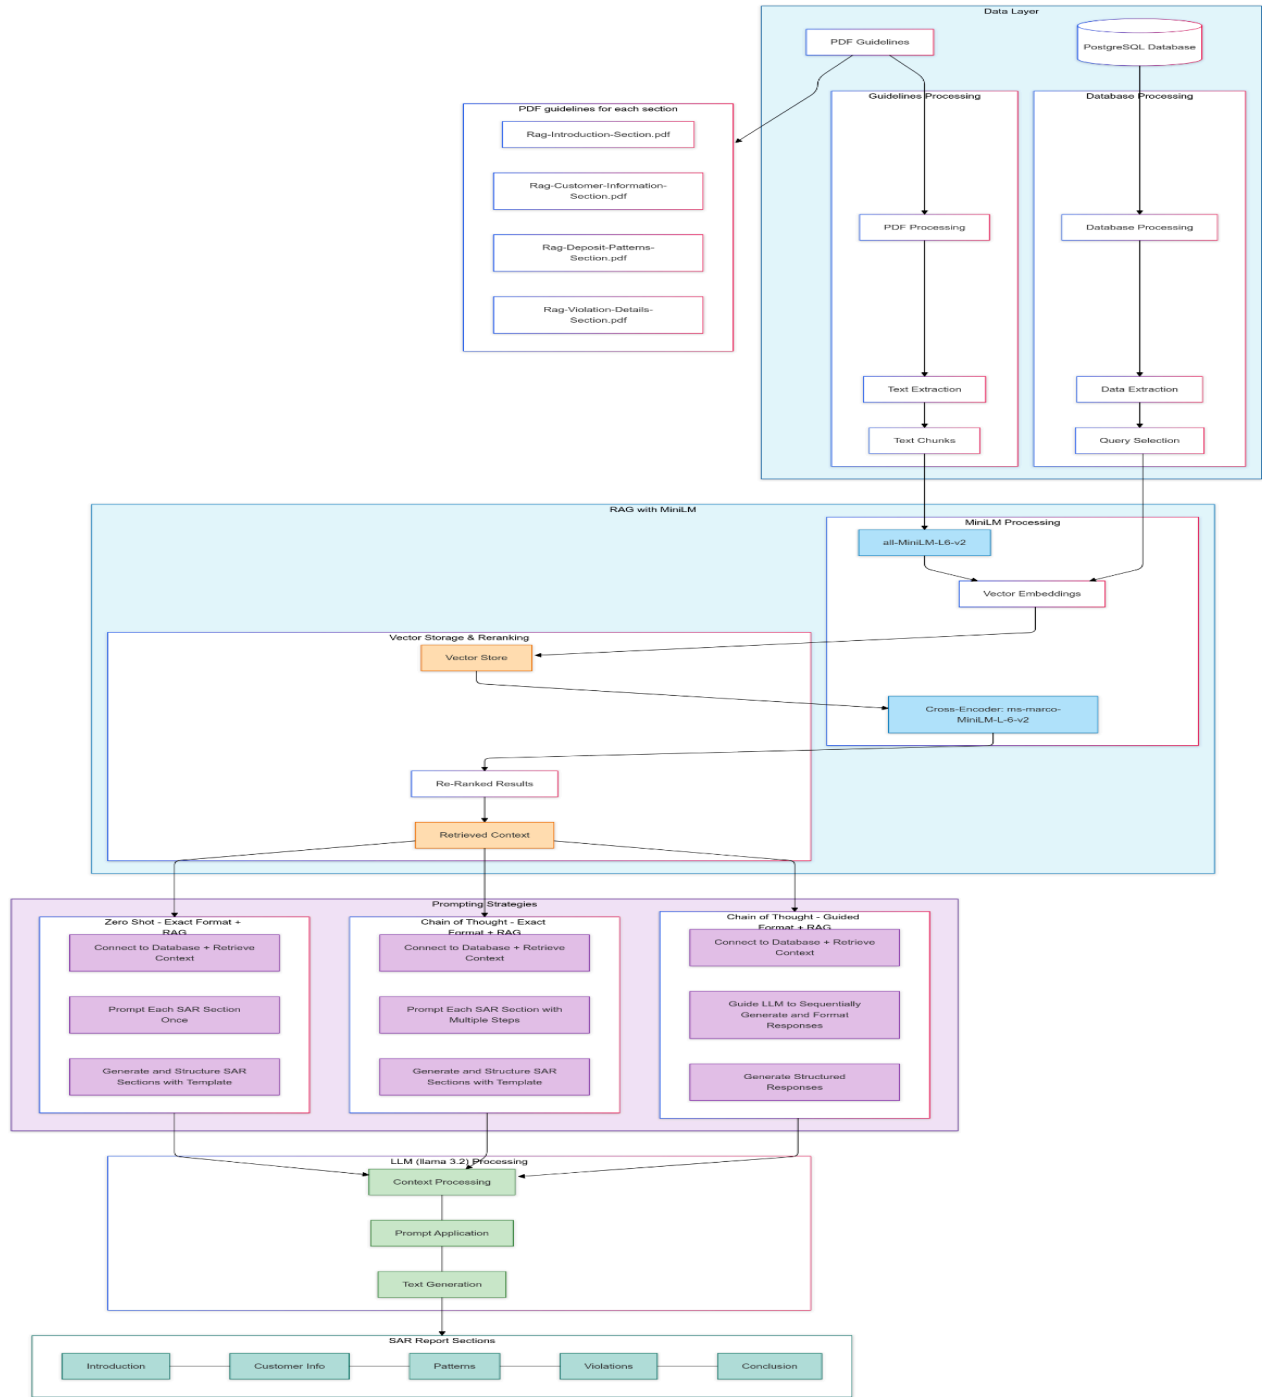 Data Layer
PDF Guidelines
PostgreSQL Database
PDF guidelines for each section
Rag-Introduction-Section.pdf
Rag-Customer-Information-
Section.pdf
Rag-Deposit-Patterns-
Section.pdf
Rag-Violation-Details-
Section.pdf
Guidelines Processing
PDF Processing
Text Extraction
Text Chunks
Database Processing
Database Processing
Data Extraction
Query Selection
RAG with MiniLM
MiniLM Processing
all-MiniLM-L6-v2
Vector Embeddings
Vector Storage & Reranking
Vector Store
Cross-Encoder: ms-marco-
MiniLM-L-6-v2
Re-Ranked Results
Retrieved Context
Prompting Strategies
Zero Shot - Exact Format +
RAG
Connect to Database + Retrieve
Context
Prompt Each SAR Section
Once
Generate and Structure SAR
Sections with Template
Chain of Thought - Exact
Format + RAG
Connect to Database + Retrieve
Context
Prompt Each SAR Section with
Multiple Steps
Generate and Structure SAR
Sections with Template
Chain of Thought - Guided
Format + RAG
Connect to Database + Retrieve
Context
Guide LLM to Sequentially
Generate and Format
Responses
Generate Structured
Responses
LLM (llama 3.2) Processing
Context Processing
Prompt Application
Text Generation
SAR Report Sections
Introduction
Customer Info
Patterns
Violations
Conclusion